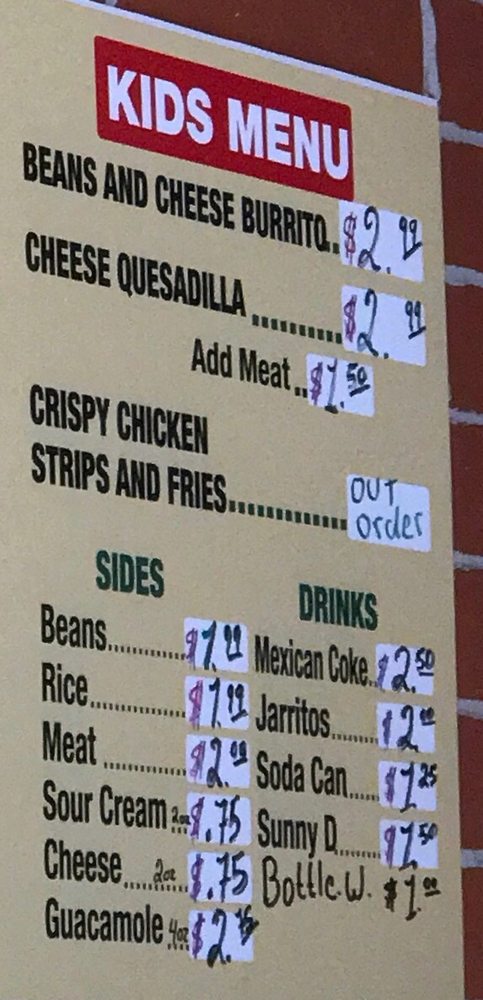 KIDS MENU
BEANS AND CHEESE BURRITO.. $2.99
CHEESE QUESADILLA .......... $2.99
Add Meat.. $1.50
CRISPY CHICKEN
STRIPS AND FRIES............. OUT order
SIDES
Beans............ $1.99
Rice............... $1.99
Meat ............. $2.99
Sour Cream 2oz $.75
Cheese.... 2oz $.75
Guacamole 4oz $2.
DRINKS
Mexican Coke.. $2.50
Jarritos........ $2.00
Soda Can..... $1.25
Sunny D....... $1.50
Bottle.W. $1.00